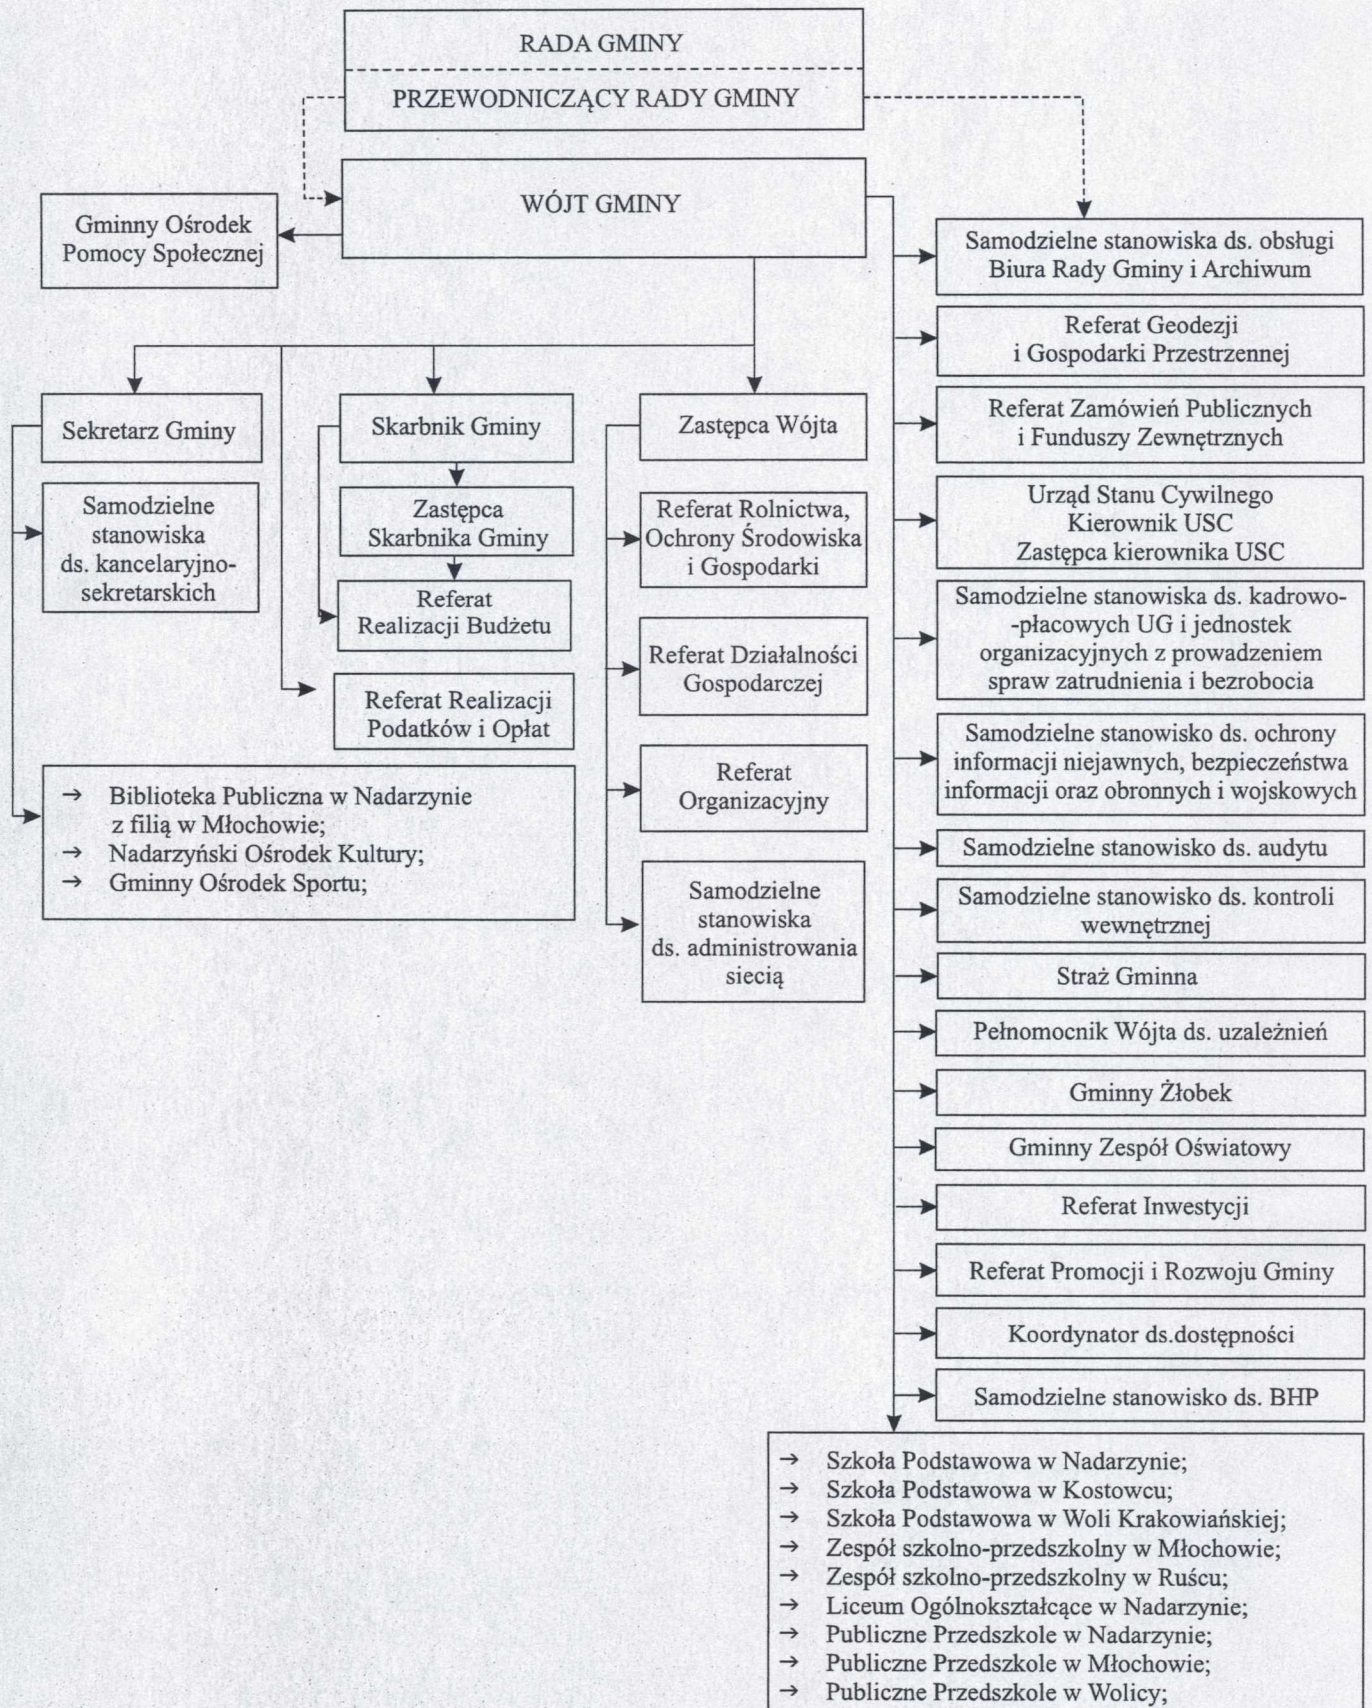 RADA GMINY
PRZEWODNICZĄCY RADY GMINY
WÓJT GMINY
Gminny Ośrodek
Pomocy Społecznej
Sekretarz Gminy
Samodzielne
stanowiska
ds. kancelaryjno-
sekretarskich
→ Biblioteka Publiczna w Nadarzynie
z filią w Młochowie;
→ Nadarzyński Ośrodek Kultury;
→ Gminny Ośrodek Sportu;
Skarbnik Gminy
Zastępca
Skarbnika Gminy
Referat
Realizacji Budżetu
Referat Realizacji
Podatków i Opłat
Zastępca Wójta
Referat Rolnictwa,
Ochrony Środowiska
i Gospodarki
Referat Działalności
Gospodarczej
Referat
Organizacyjny
Samodzielne
stanowiska
ds. administrowania
siecią
Samodzielne stanowiska ds. obsługi
Biura Rady Gminy i Archiwum
Referat Geodezji
i Gospodarki Przestrzennej
Referat Zamówień Publicznych
i Funduszy Zewnętrznych
Urząd Stanu Cywilnego
Kierownik USC
Zastępca kierownika USC
Samodzielne stanowiska ds. kadrowo-
-płacowych UG i jednostek
organizacyjnych z prowadzeniem
spraw zatrudnienia i bezrobocia
Samodzielne stanowisko ds. ochrony
informacji niejawnych, bezpieczeństwa
informacji oraz obronnych i wojskowych
Samodzielne stanowisko ds. audytu
Samodzielne stanowisko ds. kontroli
wewnętrznej
Straż Gminna
Pełnomocnik Wójta ds. uzależnień
Gminny Żłobek
Gminny Zespół Oświatowy
Referat Inwestycji
Referat Promocji i Rozwoju Gminy
Koordynator ds.dostępności
Samodzielne stanowisko ds. BHP
→ Szkoła Podstawowa w Nadarzynie;
→ Szkoła Podstawowa w Kostowcu;
→ Szkoła Podstawowa w Woli Krakowiańskiej;
→ Zespół szkolno-przedszkolny w Młochowie;
→ Zespół szkolno-przedszkolny w Ruścu;
→ Liceum Ogólnokształcące w Nadarzynie;
→ Publiczne Przedszkole w Nadarzynie;
→ Publiczne Przedszkole w Młochowie;
→ Publiczne Przedszkole w Wolicy;